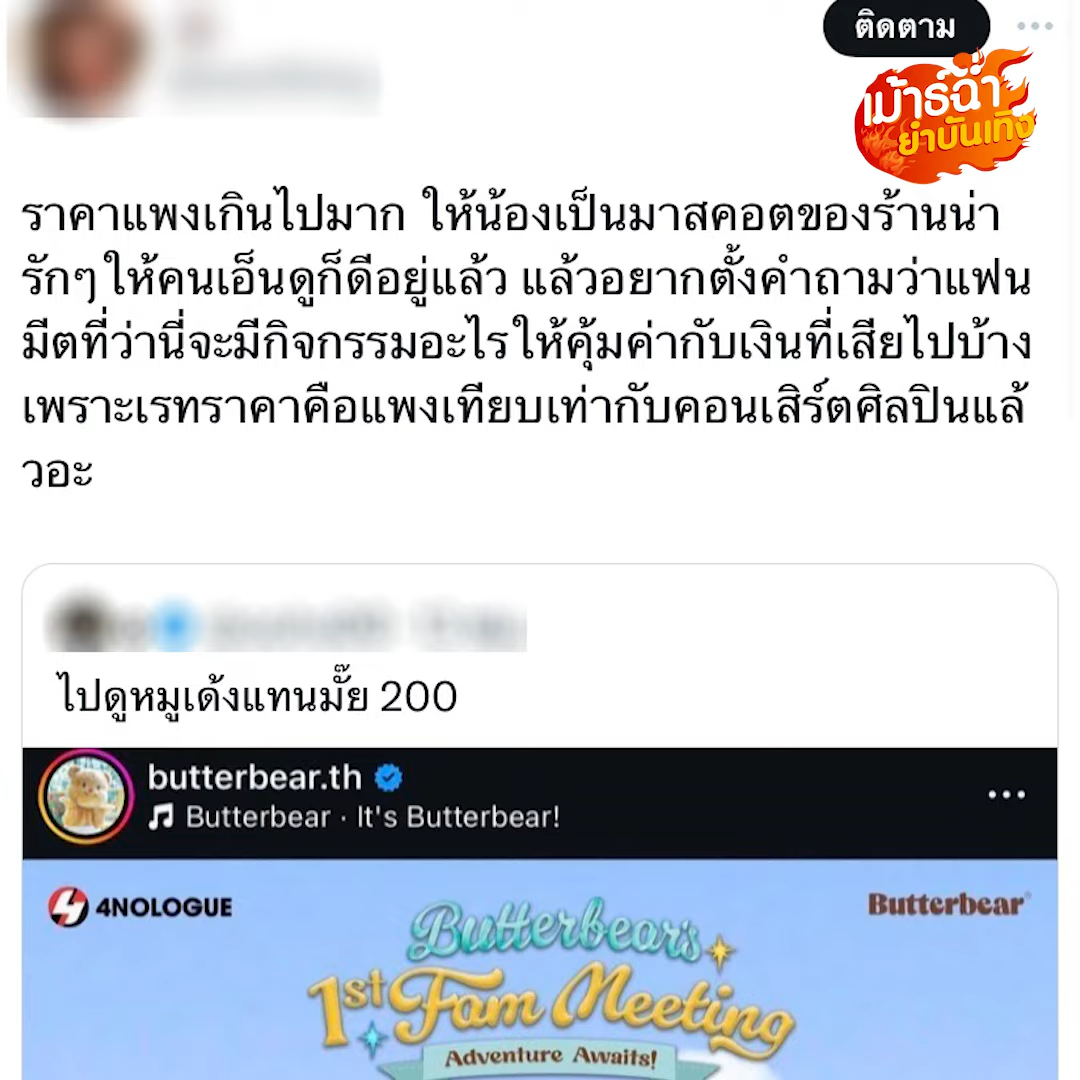 ติดตาม
เม้าธ์ฉ่ำ
ยำบันเทิง
ราคาแพงเกินไปมาก ให้น้องเป็นมาสคอตของร้านน่า
รักๆ ให้คนเอ็นดูก็ดีอยู่แล้ว แล้วอยากตั้งคำถามว่าแฟน
มีตที่ว่านี่จะมีกิจกรรมอะไรให้คุ้มค่ากับเงินที่เสียไปบ้าง
เพราะเรทราคาคือแพงเทียบเท่ากับคอนเสิร์ตศิลปินแล้
วอะ
ไปดูหมูเด้งแทนมั๊ย 200
butterbear.th
Butterbear · It's Butterbear!
4NOLOGUE
Butterbear
Butterbear's
1st Fam Meeting
Adventure Awaits!